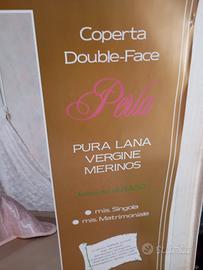 Coperta
Double-Face
Perla
PURA LANA
VERGINE
MERINOS
• mis. Singola
• mis. Matrimoniale